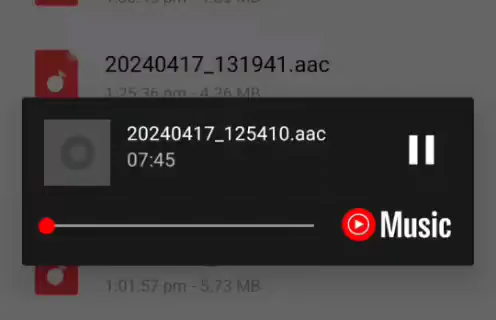 20240417_131941.aac
1:25:36 pm - 4.36 MB
20240417_125410.aac
07:45
Music
1:01:57 pm - 5.73 MB